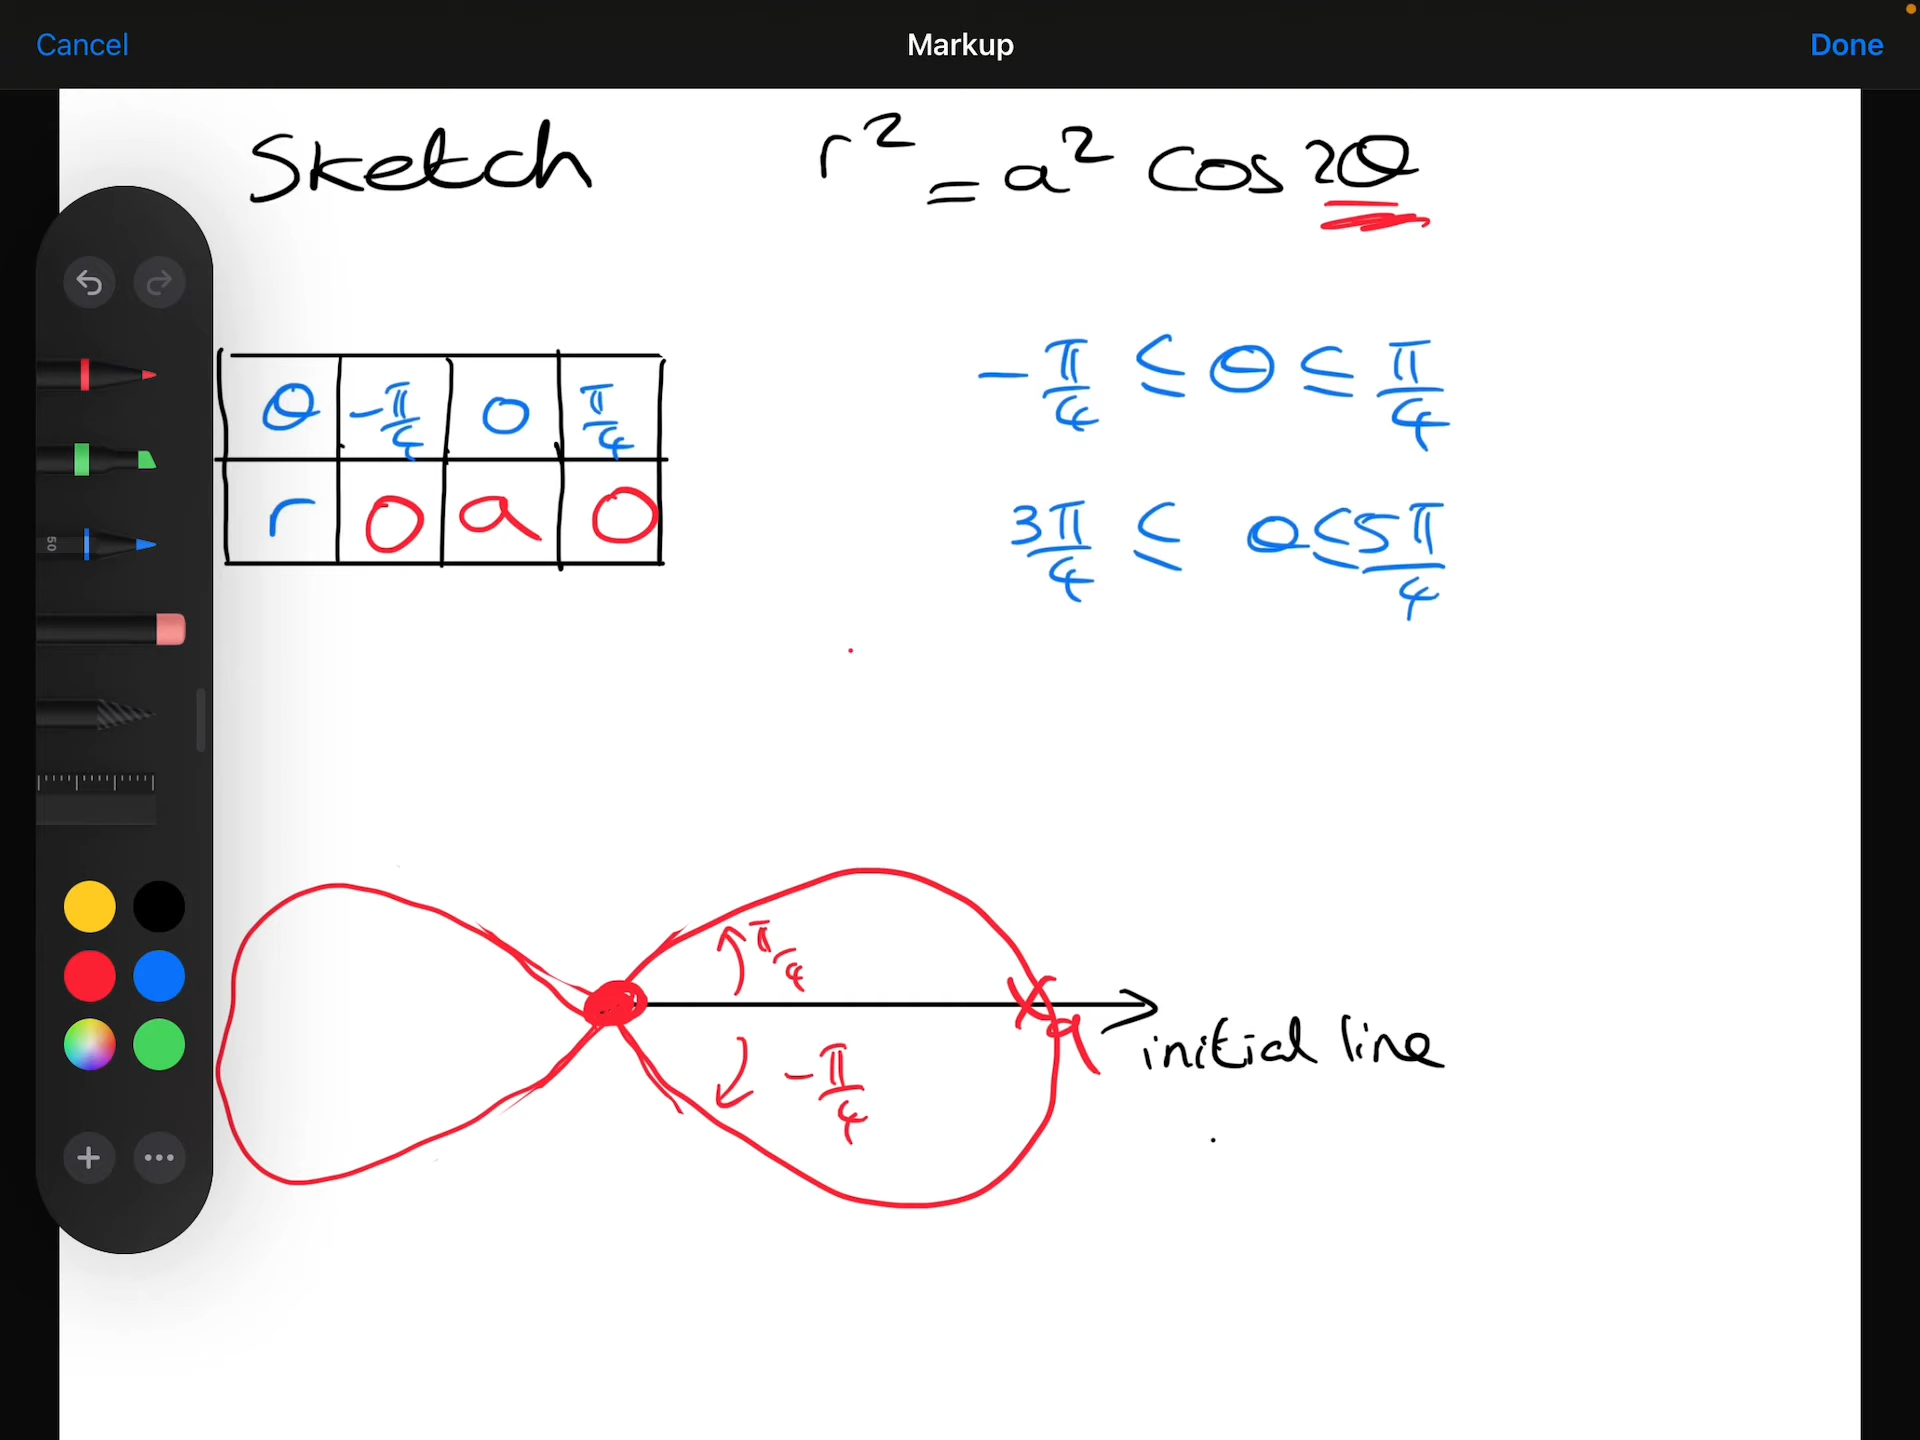 Cancel Markup Done
Sketch r² = a² cos 2θ
-π/4 ≤ θ ≤ π/4
θ -π/4 0 π/4
r 0 a 0
3π/4 ≤ θ ≤ 5π/4
50
π/4
a
initial line
-π/4